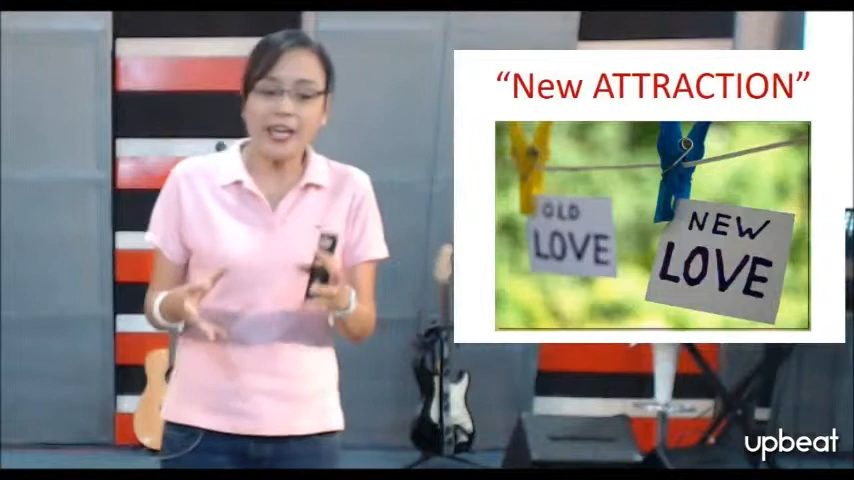 “New ATTRACTION”
OLD
LOVE
NEW
LOVE
upbeat